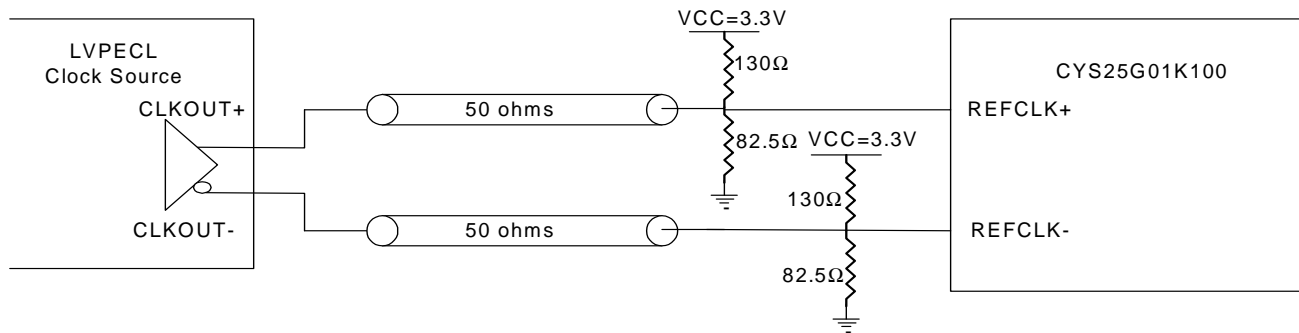 LVPECL
Clock Source
CLKOUT+
CLKOUT-
50 ohms
50 ohms
VCC=3.3V
130Ω
82.5Ω
VCC=3.3V
130Ω
82.5Ω
CYS25G01K100
REFCLK+
REFCLK-